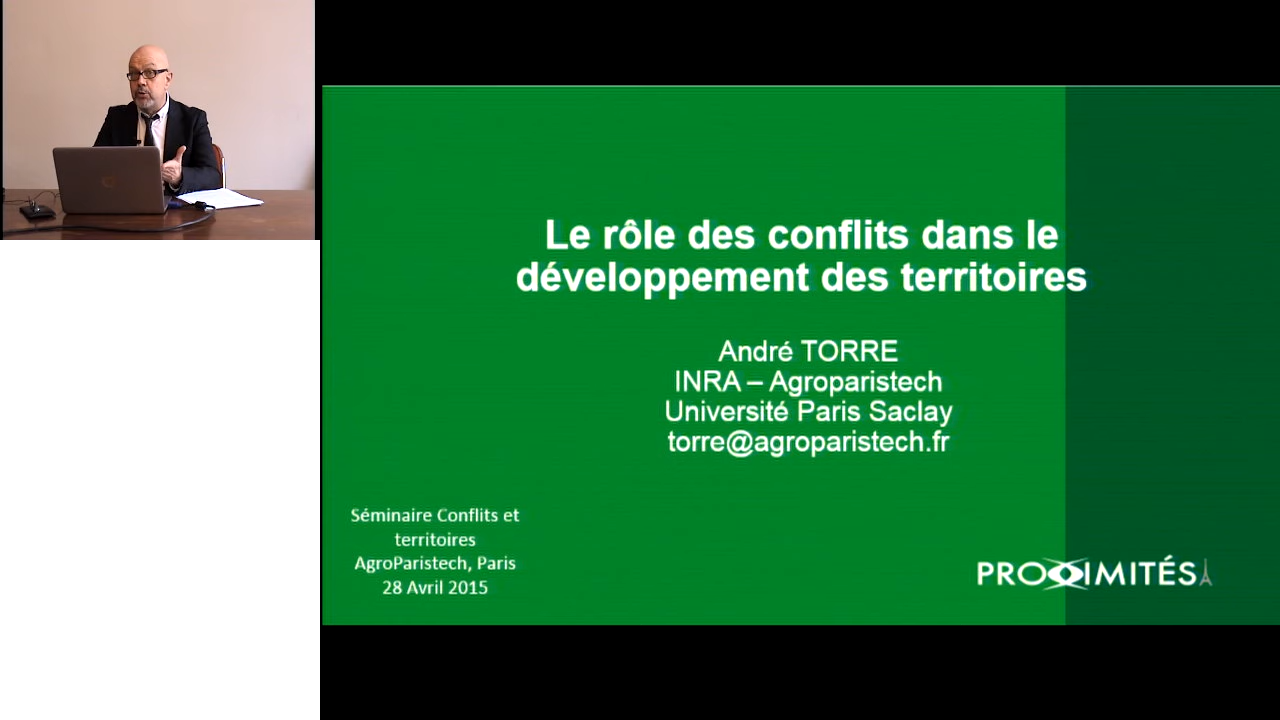 Le rôle des conflits dans le
développement des territoires
André TORRE
INRA – Agroparistech
Université Paris Saclay
torre@agroparistech.fr
Séminaire Conflits et
territoires
AgroParistech, Paris
28 Avril 2015
PROXIMITÉS